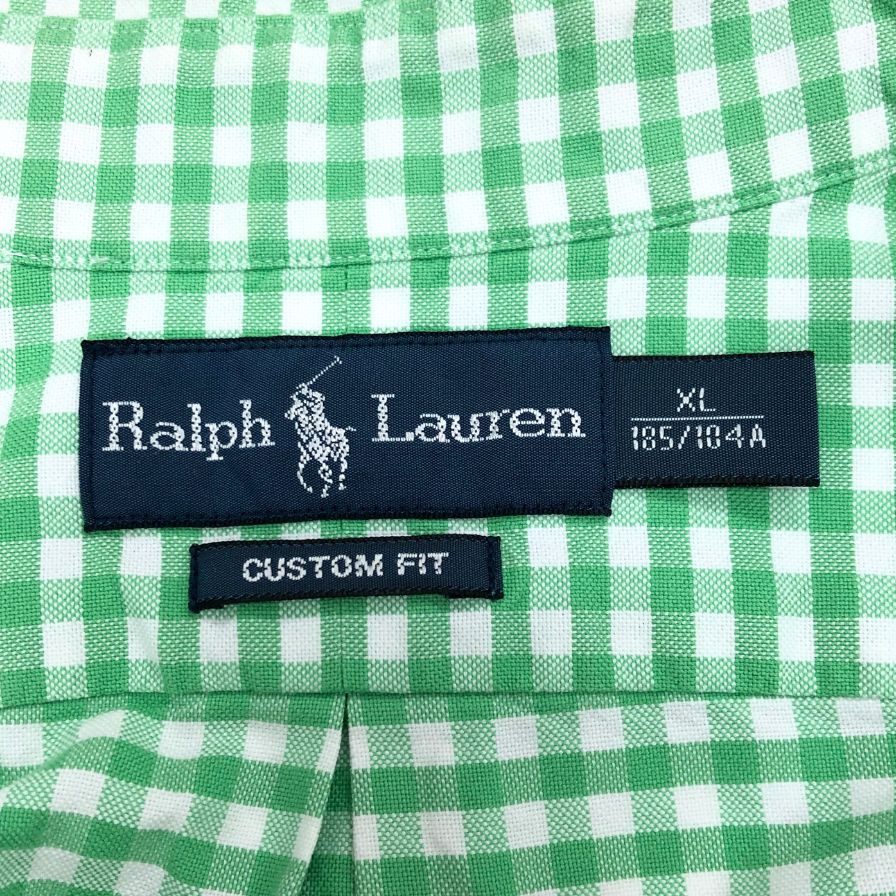 Ralph Lauren
XL
185/104A
CUSTOM FIT